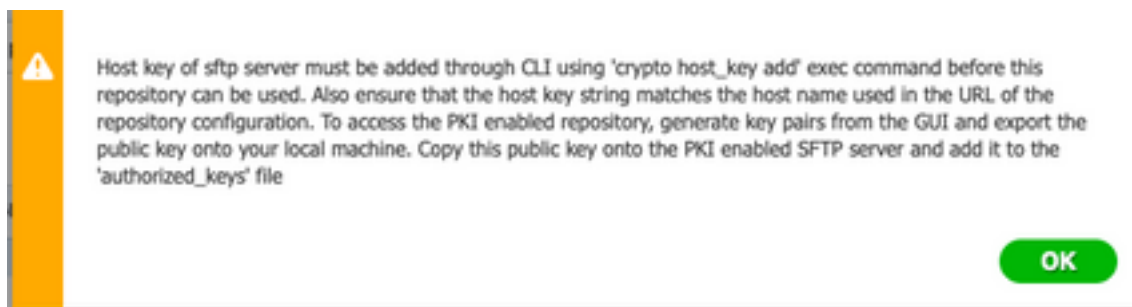 Host key of sftp server must be added through CLI using 'crypto host_key add' exec command before this
repository can be used. Also ensure that the host key string matches the host name used in the URL of the
repository configuration. To access the PKI enabled repository, generate key pairs from the GUI and export the
public key onto your local machine. Copy this public key onto the PKI enabled SFTP server and add it to the
'authorized_keys' file
OK